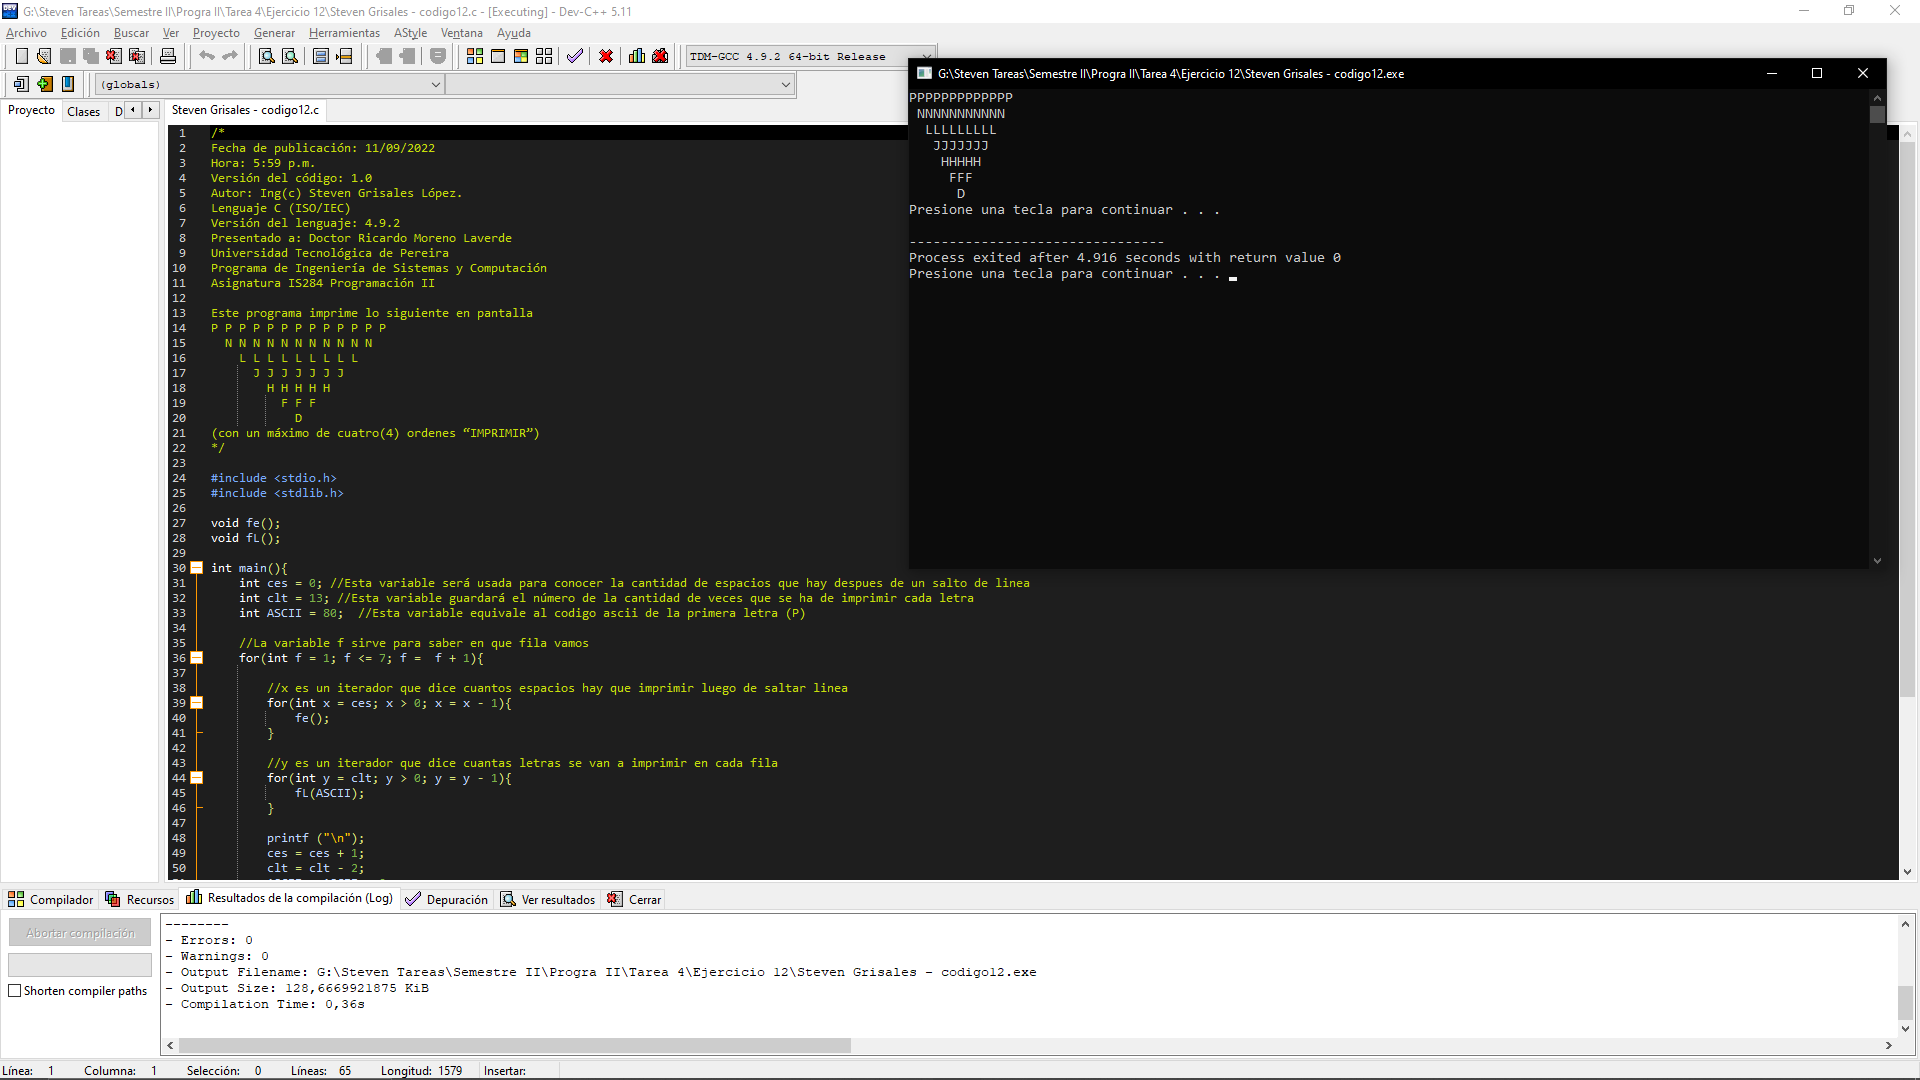 G:\Steven Tareas\Semestre II\Progra II\Tarea 4\Ejercicio 12\Steven Grisales - codigo12.c - [Executing] - Dev-C++ 5.11
Archivo Edición Buscar Ver Proyecto Generar Herramientas AStyle Ventana Ayuda
TDM-GCC 4.9.2 64-bit Release
(globals)
Proyecto Clases D
Steven Grisales - codigo12.c
1 /*
2 Fecha de publicación: 11/09/2022
3 Hora: 5:59 p.m.
4 Versión del código: 1.0
5 Autor: Ing(c) Steven Grisales López.
6 Lenguaje C (ISO/IEC)
7 Versión del lenguaje: 4.9.2
8 Presentado a: Doctor Ricardo Moreno Laverde
9 Universidad Tecnológica de Pereira
10 Programa de Ingeniería de Sistemas y Computación
11 Asignatura IS284 Programación II
12
13 Este programa imprime lo siguiente en pantalla
14 P P P P P P P P P P P P P
15   N N N N N N N N N N N
16     L L L L L L L L L
17       J J J J J J J
18         H H H H H
19           F F F
20             D
21 (con un máximo de cuatro(4) ordenes “IMPRIMIR”)
22 */
23
24 #include <stdio.h>
25 #include <stdlib.h>
26
27 void fe();
28 void fL();
29
30 int main(){
31     int ces = 0; //Esta variable será usada para conocer la cantidad de espacios que hay despues de un salto de linea
32     int clt = 13; //Esta variable guardará el número de la cantidad de veces que se ha de imprimir cada letra
33     int ASCII = 80;  //Esta variable equivale al codigo ascii de la primera letra (P)
34
35     //La variable f sirve para saber en que fila vamos
36     for(int f = 1; f <= 7; f =  f + 1){
37
38         //x es un iterador que dice cuantos espacios hay que imprimir luego de saltar linea
39         for(int x = ces; x > 0; x = x - 1){
40             fe();
41         }
42
43         //y es un iterador que dice cuantas letras se van a imprimir en cada fila
44         for(int y = clt; y > 0; y = y - 1){
45             fL(ASCII);
46         }
47
48         printf ("\n");
49         ces = ces + 1;
50         clt = clt - 2;
G:\Steven Tareas\Semestre II\Progra II\Tarea 4\Ejercicio 12\Steven Grisales - codigo12.exe
PPPPPPPPPPPPP
 NNNNNNNNNNN
  LLLLLLLLL
   JJJJJJJ
    HHHHH
     FFF
      D
Presione una tecla para continuar . . .
--------------------------------
Process exited after 4.916 seconds with return value 0
Presione una tecla para continuar . . .
Compilador Recursos Resultados de la compilación (Log) Depuración Ver resultados Cerrar
Abortar compilación
Shorten compiler paths
--------
- Errors: 0
- Warnings: 0
- Output Filename: G:\Steven Tareas\Semestre II\Progra II\Tarea 4\Ejercicio 12\Steven Grisales - codigo12.exe
- Output Size: 128,6669921875 KiB
- Compilation Time: 0,36s
Línea: 1 Columna: 1 Selección: 0 Líneas: 65 Longitud: 1579 Insertar: